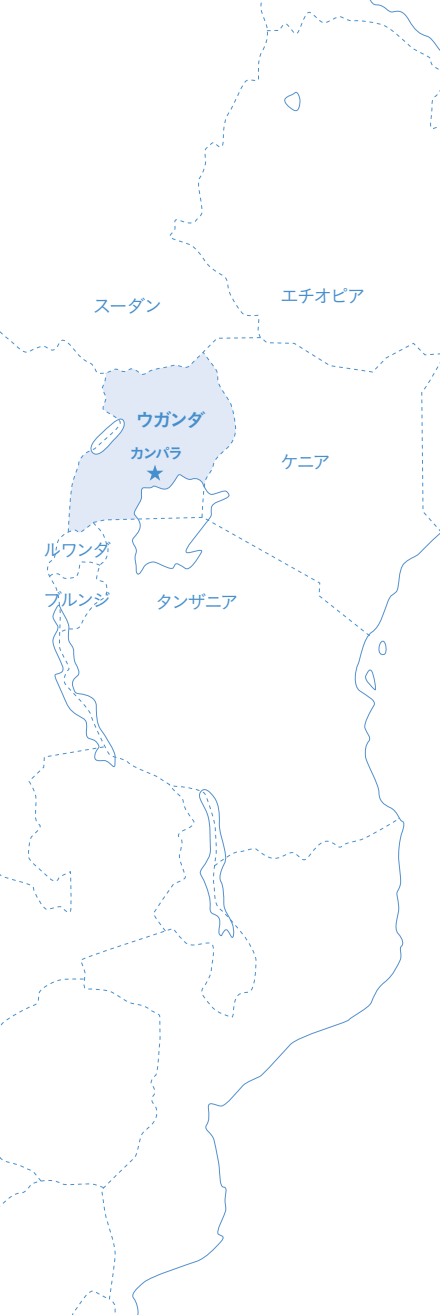 エチオピア
スーダン
ウガンダ
カンパラ
ケニア
ルワンダ
ブルンジ
タンザニア